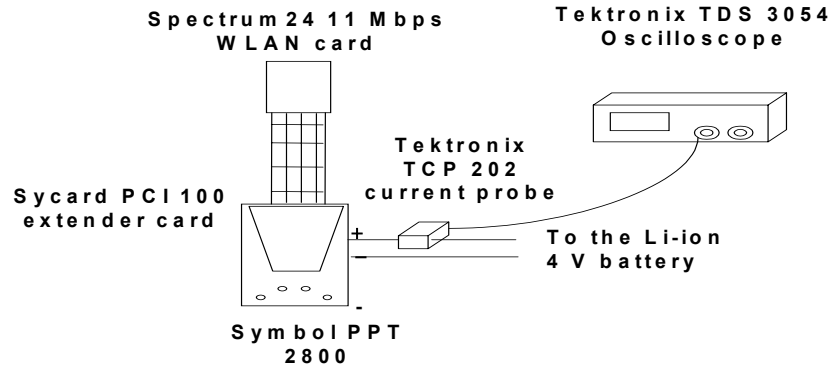 Spectrum 24 11 Mbps
WLAN card
Tektronix TDS 3054
Oscilloscope
Tektronix
TCP 202
current probe
Sycard PCI 100
extender card
+
–
To the Li-ion
4 V battery
-
Symbol PPT
2800